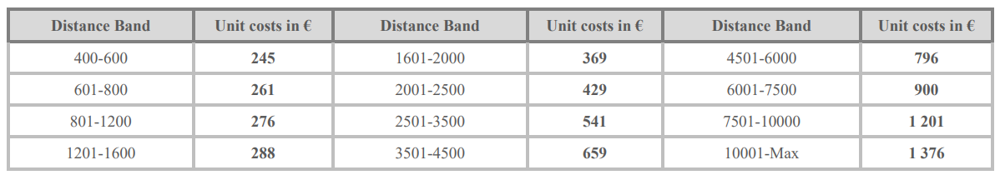 Distance Band Unit costs in € Distance Band Unit costs in € Distance Band Unit costs in €
400-600 245 1601-2000 369 4501-6000 796
601-800 261 2001-2500 429 6001-7500 900
801-1200 276 2501-3500 541 7501-10000 1 201
1201-1600 288 3501-4500 659 10001-Max 1 376